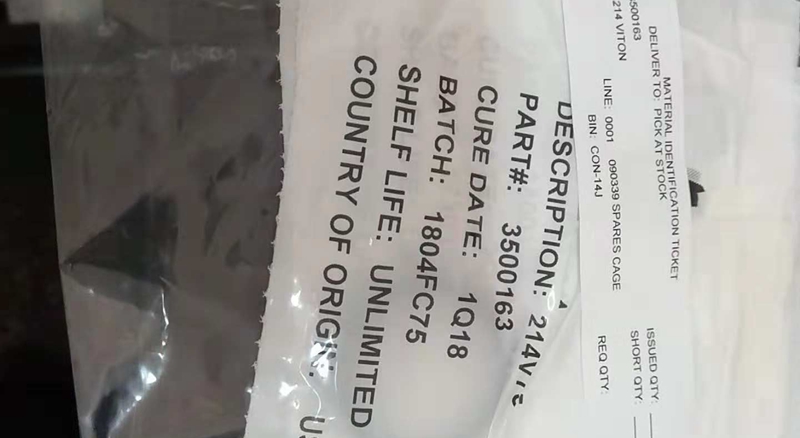 MATERIAL IDENTIFICATION TICKET
DELIVER TO: PICK AT STOCK
3500163
214 VITON
LINE: 0001 090339 SPARES CAGE
BIN: CON-14J
ISSUED QTY:
SHORT QTY:
REQ QTY:
DESCRIPTION: 214V
PART#: 3500163
CURE DATE: 1Q18
BATCH: 1804FC75
SHELF LIFE: UNLIMITED
COUNTRY OF ORIGIN: US